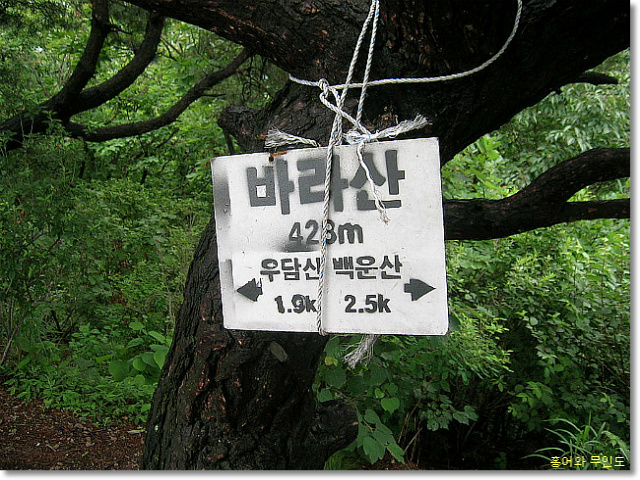 바라산
428m
우담산 백운산
1.9k 2.5k
홍어와 무인도